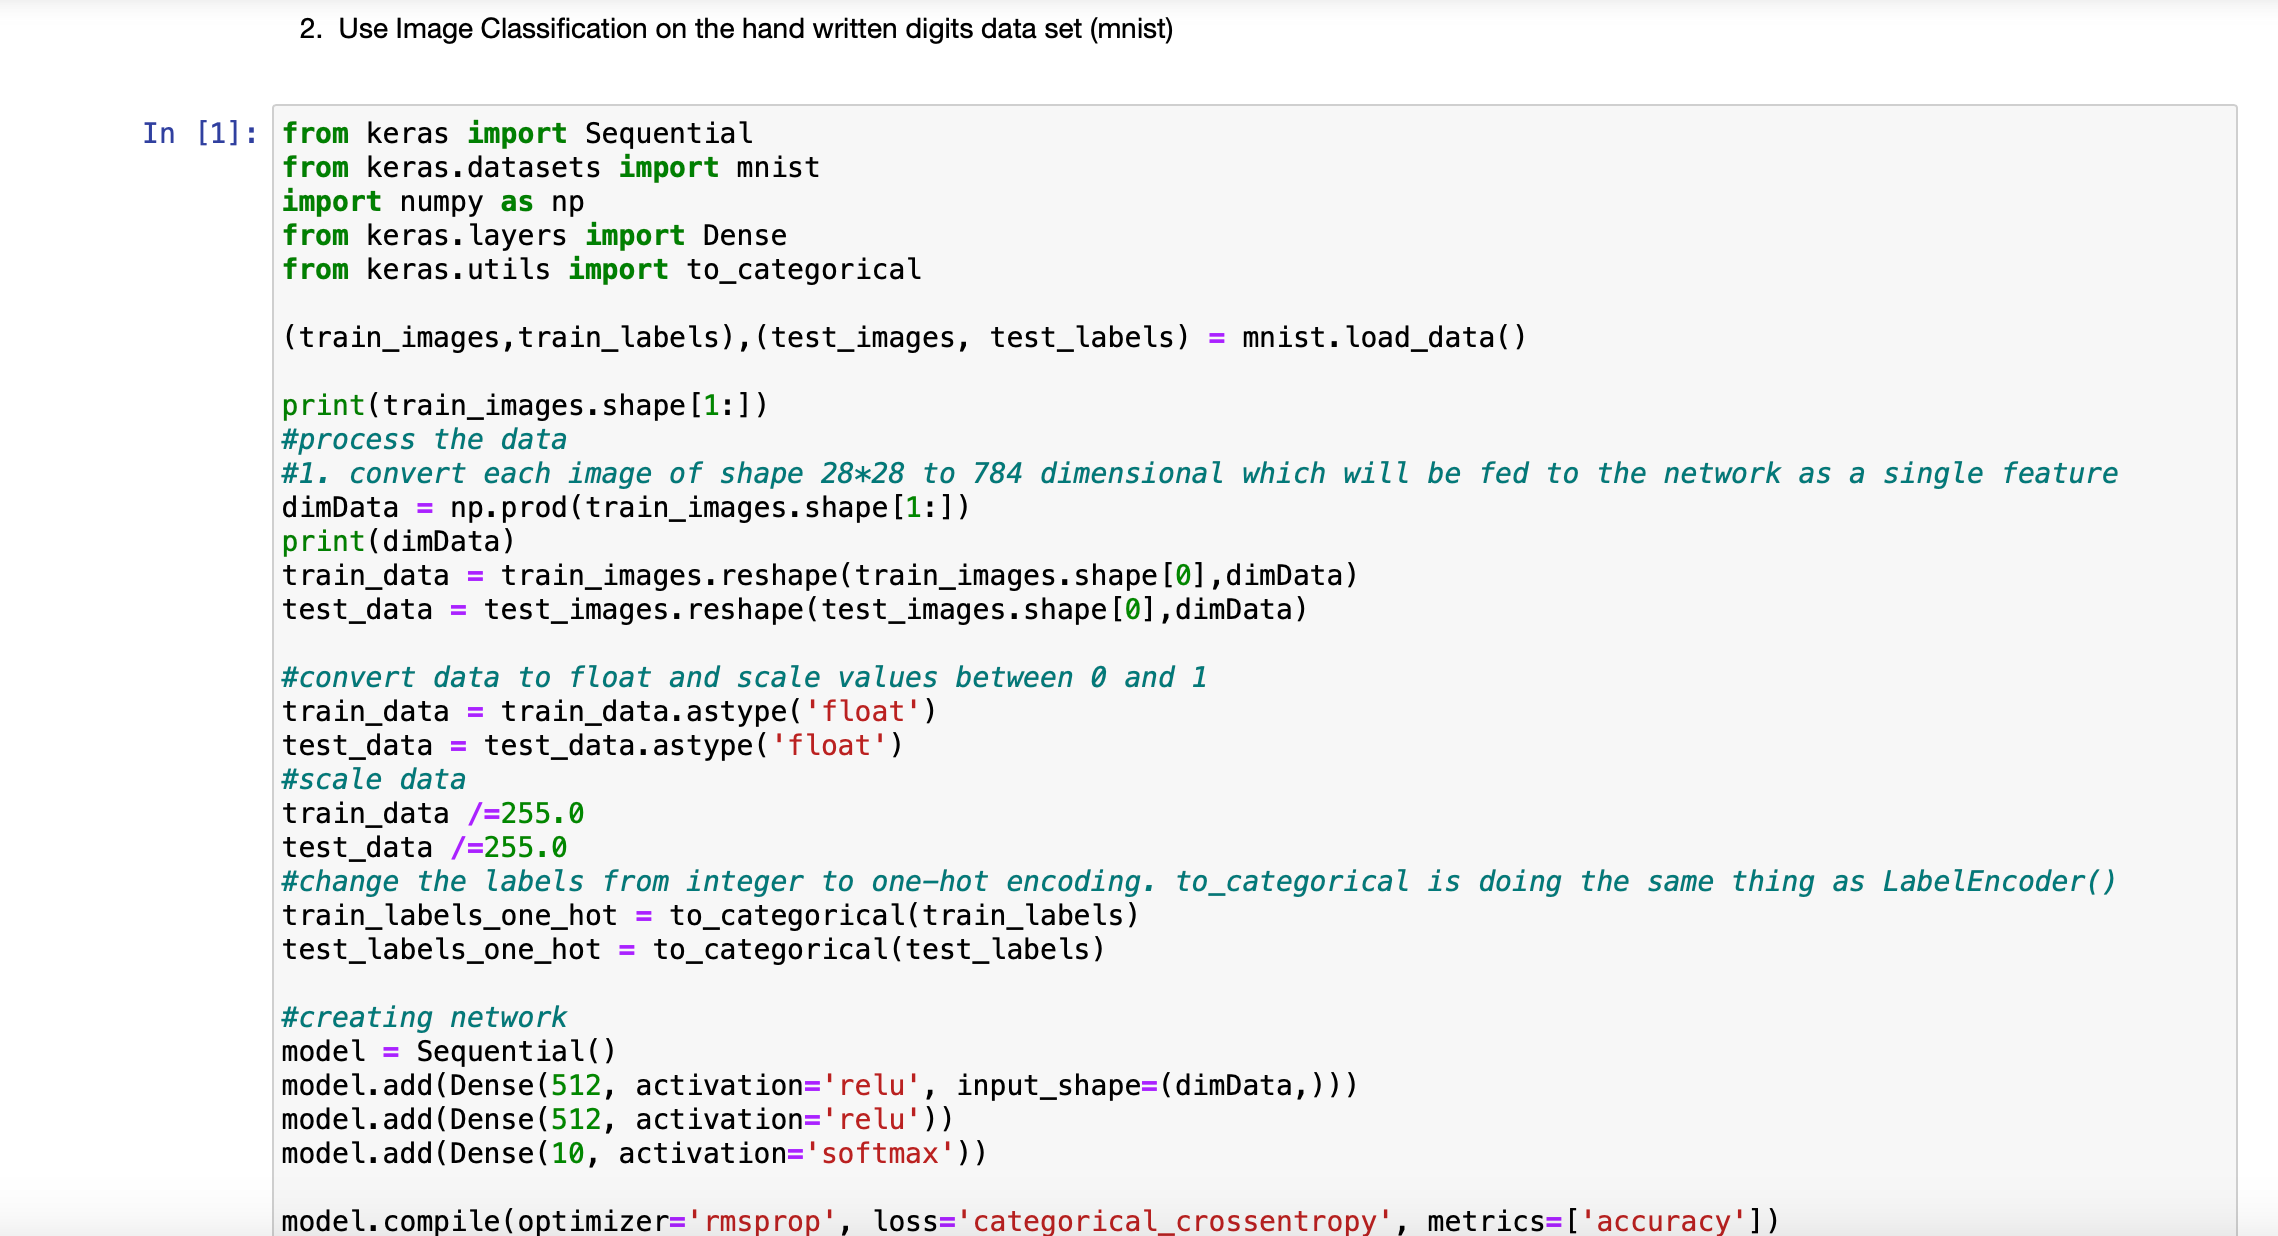 2. Use Image Classification on the hand written digits data set (mnist)
In [1]:
from keras import Sequential
from keras.datasets import mnist
import numpy as np
from keras.layers import Dense
from keras.utils import to_categorical
(train_images,train_labels),(test_images, test_labels) = mnist.load_data()
print(train_images.shape[1:])
#process the data
#1. convert each image of shape 28*28 to 784 dimensional which will be fed to the network as a single feature
dimData = np.prod(train_images.shape[1:])
print(dimData)
train_data = train_images.reshape(train_images.shape[0],dimData)
test_data = test_images.reshape(test_images.shape[0],dimData)
#convert data to float and scale values between 0 and 1
train_data = train_data.astype('float')
test_data = test_data.astype('float')
#scale data
train_data /=255.0
test_data /=255.0
#change the labels from integer to one-hot encoding. to_categorical is doing the same thing as LabelEncoder()
train_labels_one_hot = to_categorical(train_labels)
test_labels_one_hot = to_categorical(test_labels)
#creating network
model = Sequential()
model.add(Dense(512, activation='relu', input_shape=(dimData,)))
model.add(Dense(512, activation='relu'))
model.add(Dense(10, activation='softmax'))
model.compile(optimizer='rmsprop', loss='categorical_crossentropy', metrics=['accuracy'])